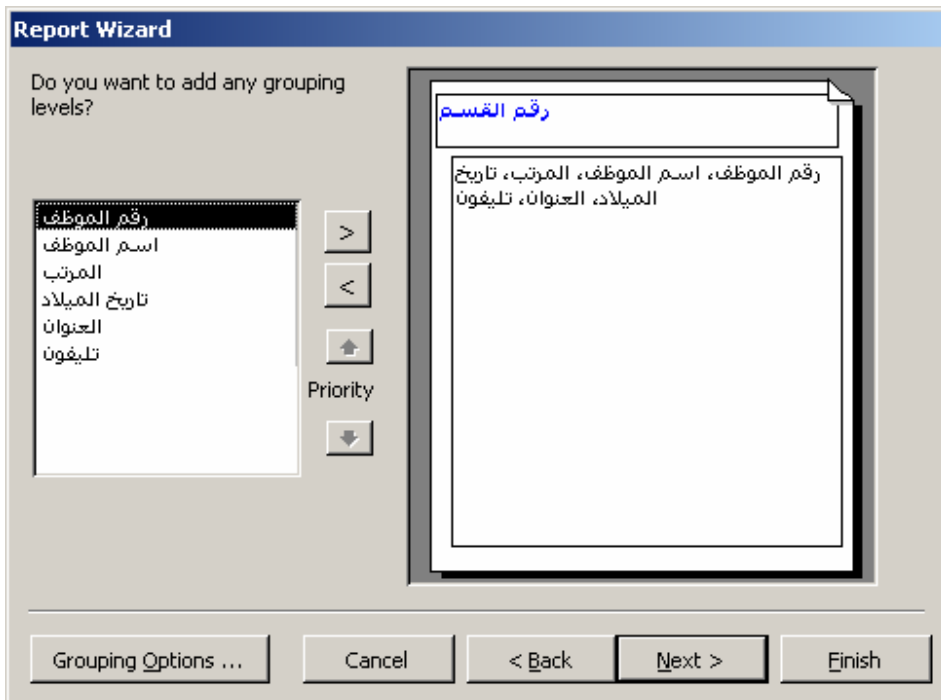 Report Wizard
Do you want to add any grouping
levels?
رقم القسم
رقم الموظف، اسم الموظف، المرتب، تاريخ
الميلاد، العنوان، تليفون
رقم الموظف
اسم الموظف
المرتب
تاريخ الميلاد
العنوان
تليفون
>
<
Priority
Grouping Options ...
Cancel
< Back
Next >
Finish